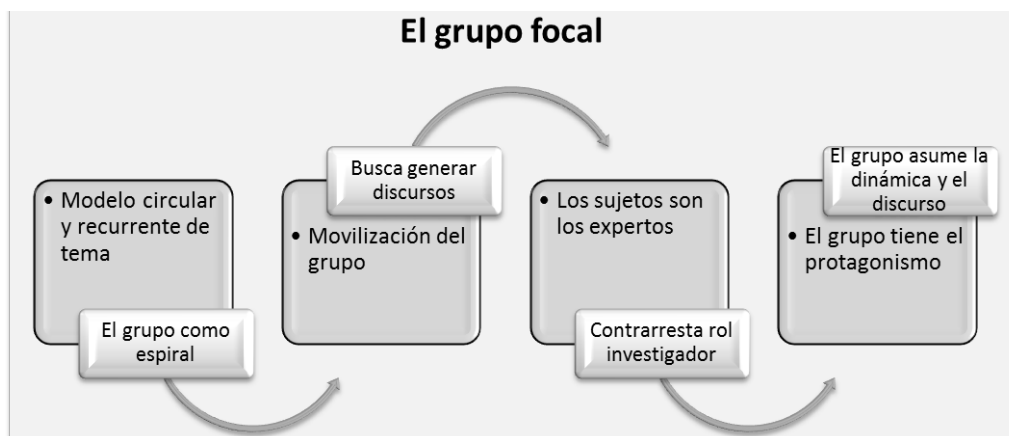 El grupo focal
• Modelo circular
y recurrente de
tema
El grupo como
espiral
Busca generar
discursos
• Movilización del
grupo
• Los sujetos son
los expertos
Contrarresta rol
investigador
El grupo asume la
dinámica y el
discurso
• El grupo tiene el
protagonismo